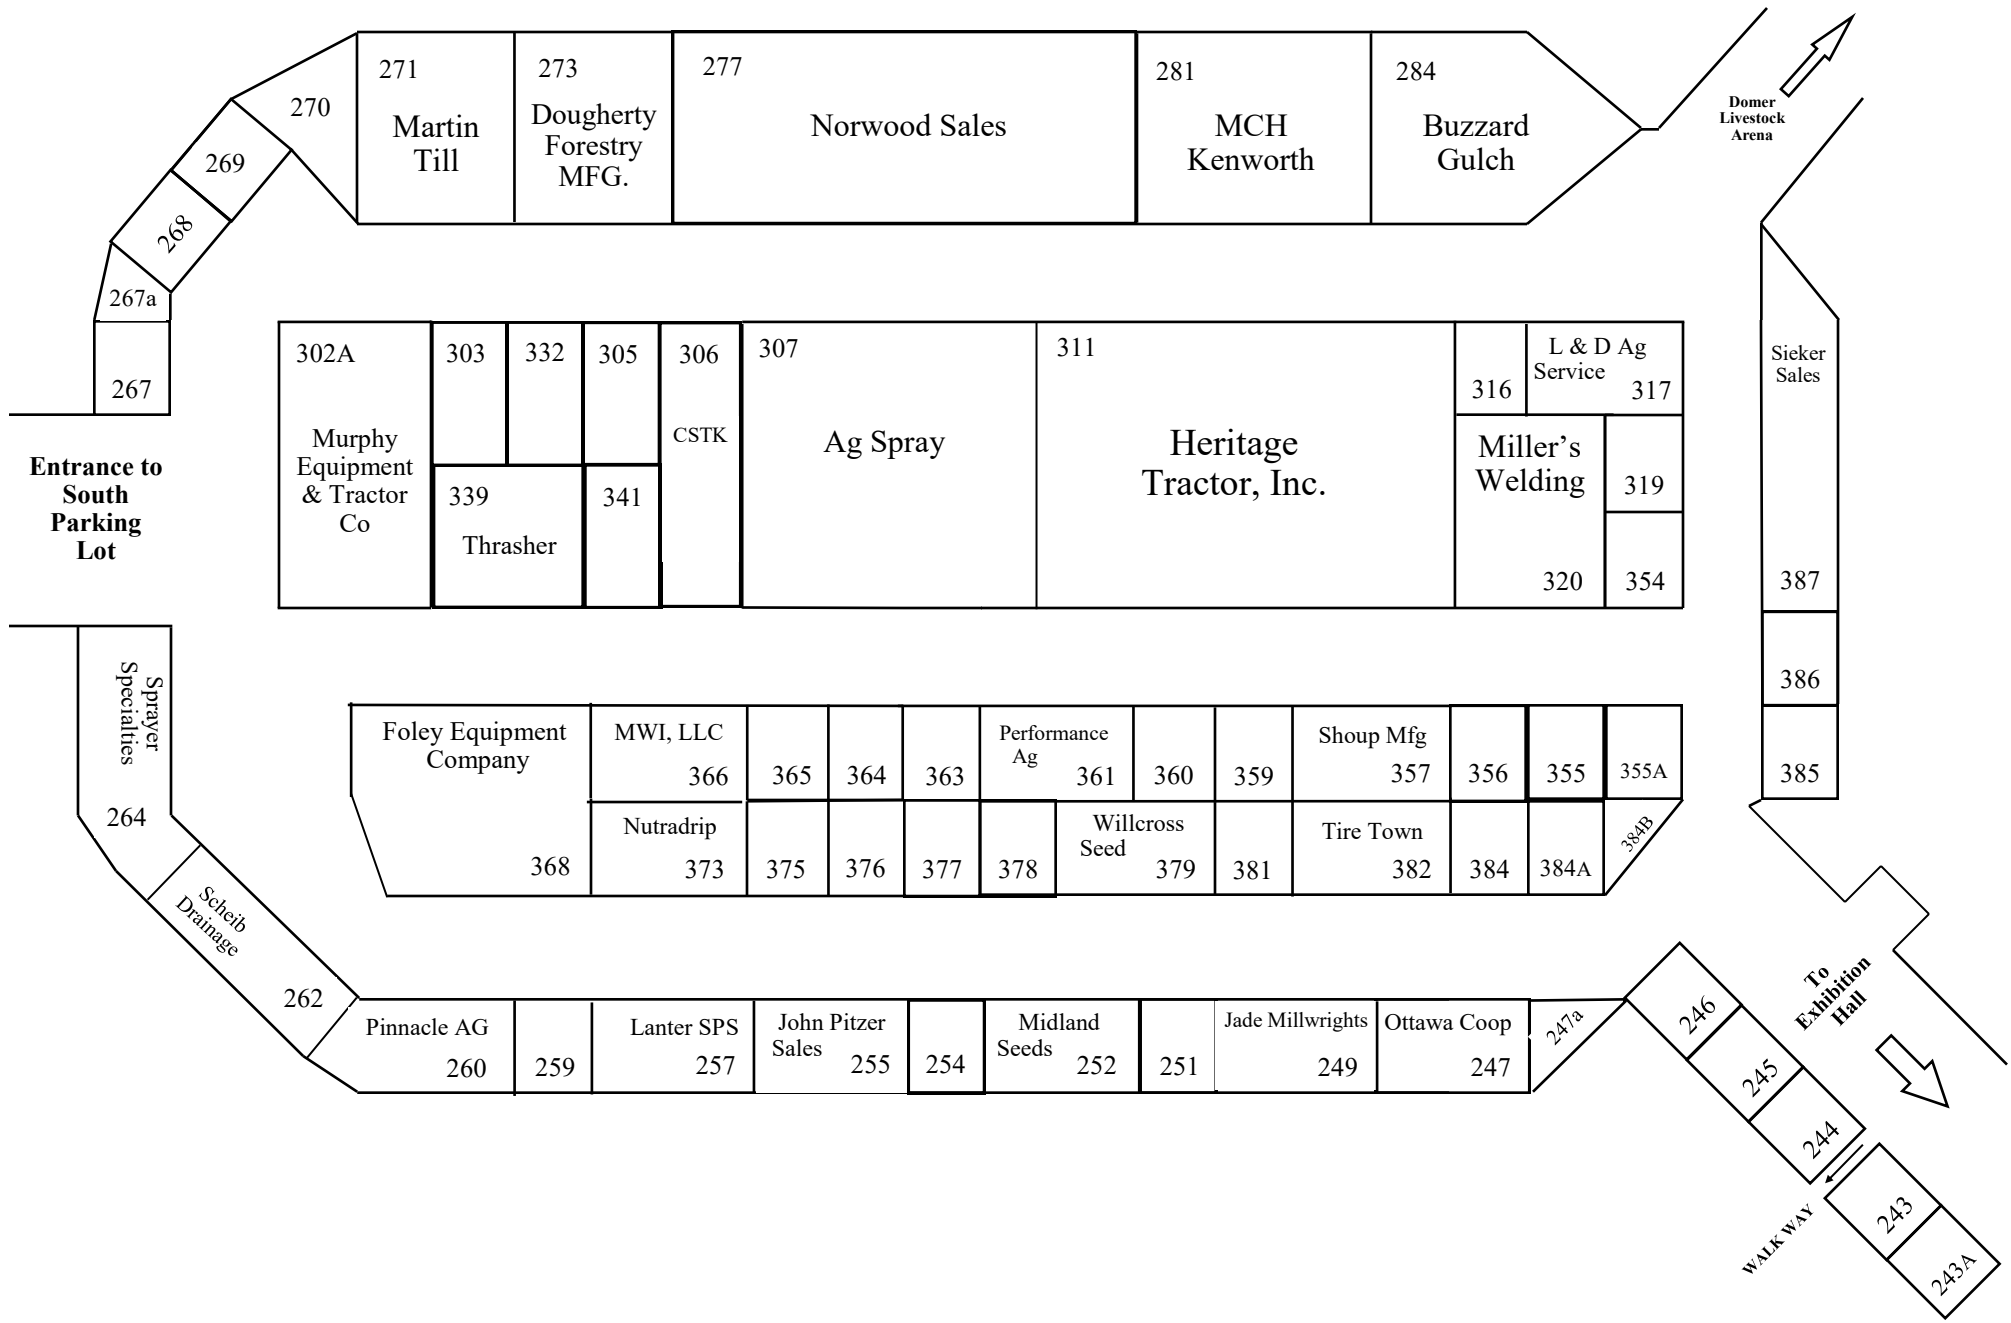 271
273
277
281
284
270
Martin
Till
Dougherty
Forestry
MFG.
Norwood Sales
MCH
Kenworth
Buzzard
Gulch
Domer
Livestock
Arena
269
268
267a
267
302A
303
332
305
306
307
311
316
L & D Ag
Service 317
Sieker
Sales
Murphy
Equipment
& Tractor
Co
CSTK
Ag Spray
Heritage
Tractor, Inc.
Miller's
Welding
319
339
341
Thrasher
320
354
387
Entrance to
South
Parking
Lot
386
385
Sprayer
Specialties
264
Foley Equipment
Company
368
MWI, LLC
366
365
364
363
Performance
Ag 361
360
359
Shoup Mfg
357
356
355
355A
Nutradrip
373
375
376
377
378
Willcross
Seed 379
381
Tire Town
382
384
384A
384B
Scheib
Drainage
262
Pinnacle AG
260
259
Lanter SPS
257
John Pitzer
Sales 255
254
Midland
Seeds 252
251
Jade Millwrights
249
Ottawa Coop
247
247a
246
245
244
To
Exhibition
Hall
WALK WAY
243
243A